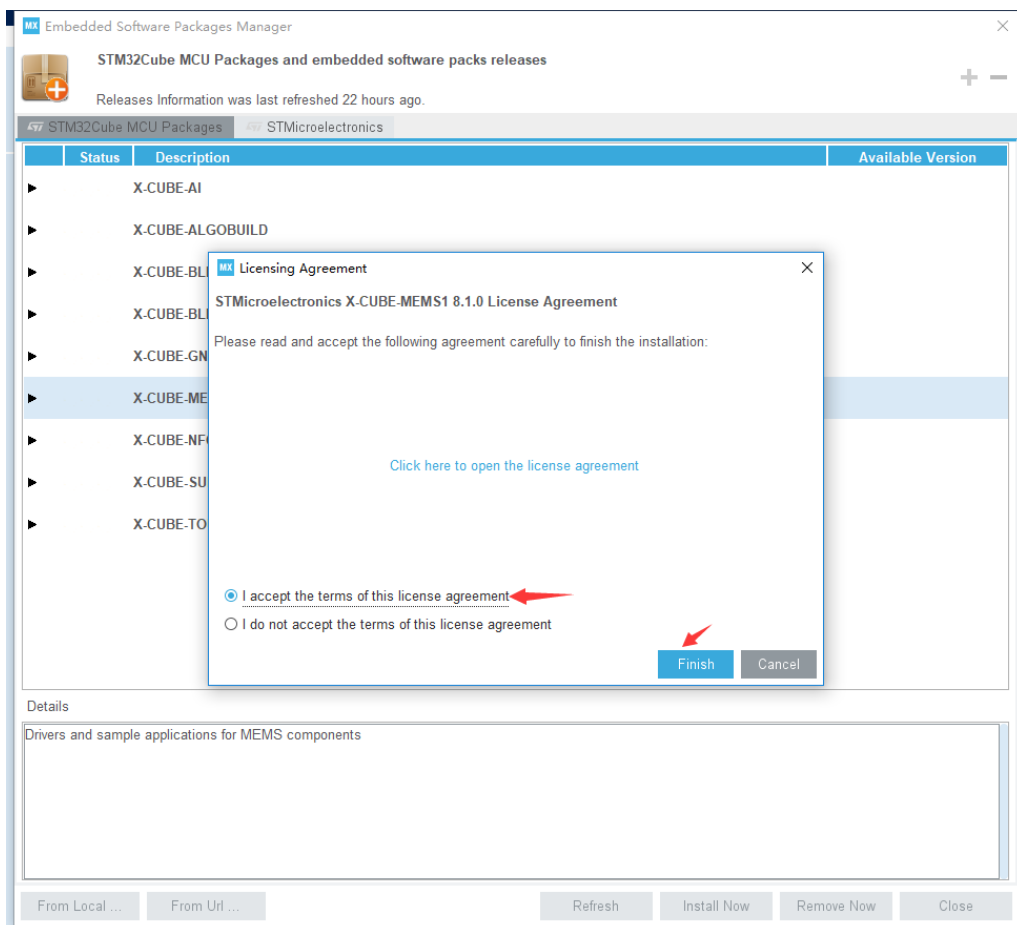 MX Embedded Software Packages Manager
STM32Cube MCU Packages and embedded software packs releases
Releases Information was last refreshed 22 hours ago.
STM32Cube MCU Packages STMicroelectronics
Status Description Available Version
X-CUBE-AI
X-CUBE-ALGOBUILD
X-CUBE-BL
MX Licensing Agreement
STMicroelectronics X-CUBE-MEMS1 8.1.0 License Agreement
X-CUBE-BL
Please read and accept the following agreement carefully to finish the installation:
X-CUBE-GN
X-CUBE-ME
X-CUBE-NF
Click here to open the license agreement
X-CUBE-SU
X-CUBE-TO
I accept the terms of this license agreement
I do not accept the terms of this license agreement
Finish Cancel
Details
Drivers and sample applications for MEMS components
From Local ... From Url ... Refresh Install Now Remove Now Close